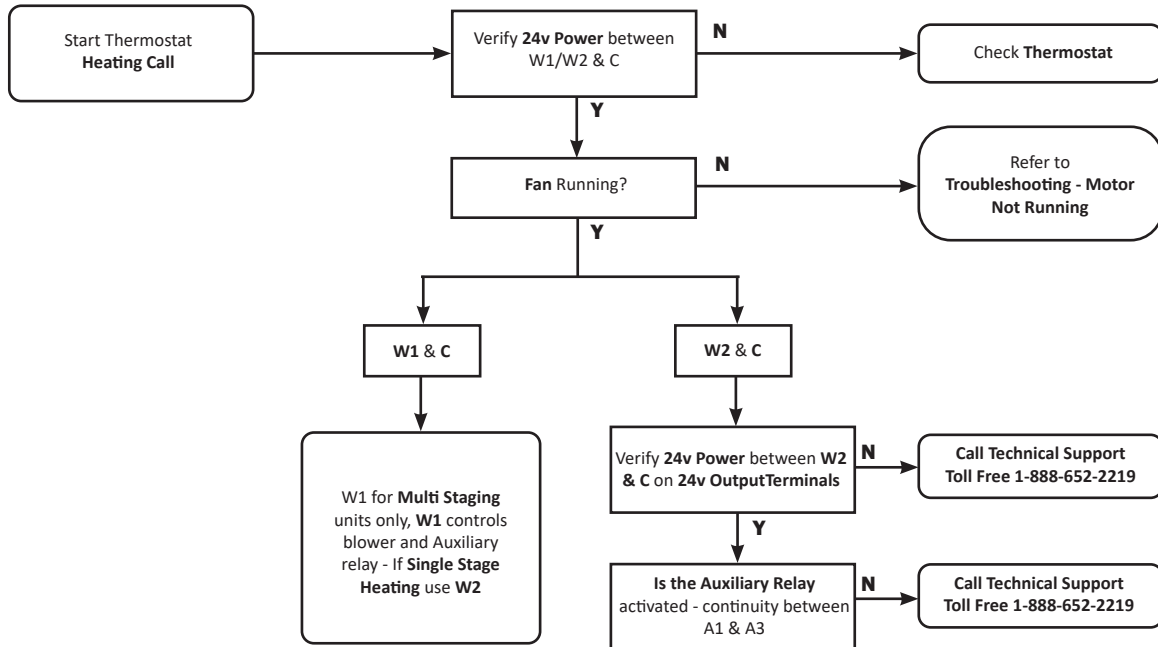 Start Thermostat
Heating Call
Verify 24v Power between
W1/W2 & C
N
Check Thermostat
Y
Fan Running?
N
Refer to
Troubleshooting - Motor
Not Running
Y
W1 & C
W2 & C
W1 for Multi Staging
units only, W1 controls
blower and Auxiliary
relay - If Single Stage
Heating use W2
Verify 24v Power between W2
& C on 24v OutputTerminals
N
Call Technical Support
Toll Free 1-888-652-2219
Y
Is the Auxiliary Relay
activated - continuity between
A1 & A3
N
Call Technical Support
Toll Free 1-888-652-2219